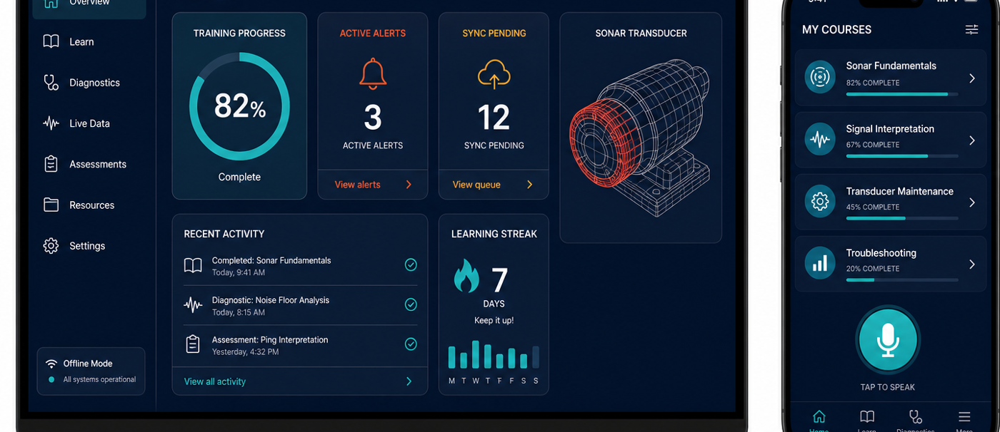 Overview
Learn
Diagnostics
Live Data
Assessments
Resources
Settings
Offline Mode
All systems operational
TRAINING PROGRESS
82%
Complete
ACTIVE ALERTS
3
ACTIVE ALERTS
View alerts
SYNC PENDING
12
SYNC PENDING
View queue
SONAR TRANSDUCER
RECENT ACTIVITY
Completed: Sonar Fundamentals
Today, 9:41 AM
Diagnostic: Noise Floor Analysis
Today, 8:15 AM
Assessment: Ping Interpretation
Yesterday, 4:32 PM
View all activity
LEARNING STREAK
7
DAYS
Keep it up!
M T W T F F S S
9:41
MY COURSES
Sonar Fundamentals
82% COMPLETE
Signal Interpretation
67% COMPLETE
Transducer Maintenance
45% COMPLETE
Troubleshooting
20% COMPLETE
TAP TO SPEAK
Home Learn Diagnostics More